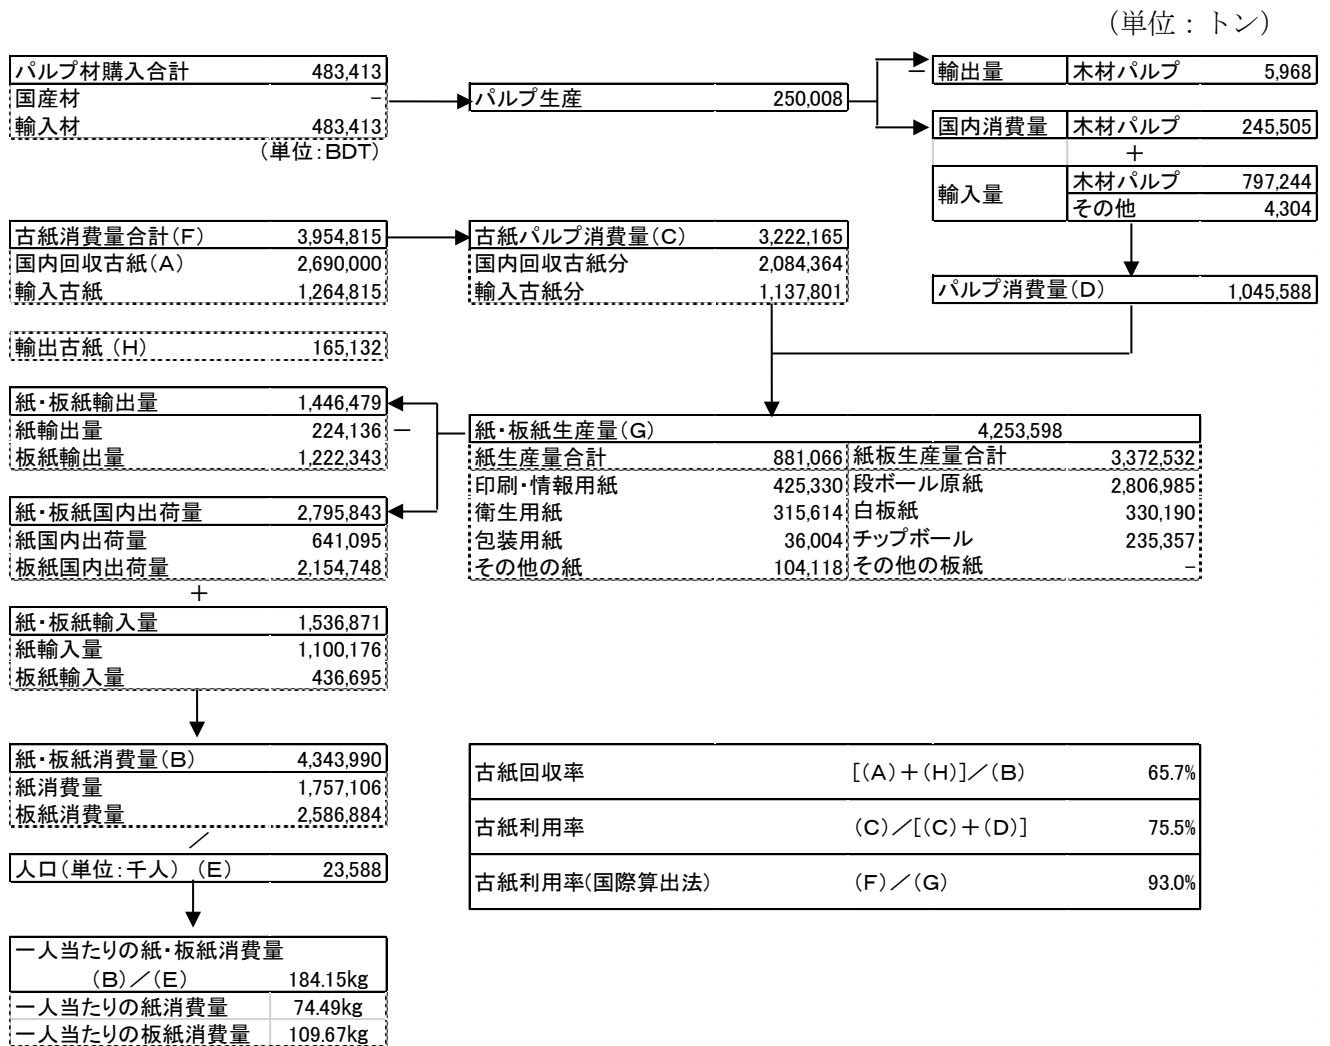 （単位：トン）
パルプ材購入合計 483,413
国産材 －
輸入材 483,413
（単位：BDT）
パルプ生産 250,008
－ 輸出量 木材パルプ 5,968
国内消費量 木材パルプ 245,505
＋
輸入量 木材パルプ 797,244
その他 4,304
古紙消費量合計（F） 3,954,815
国内回収古紙（A） 2,690,000
輸入古紙 1,264,815
古紙パルプ消費量（C） 3,222,165
国内回収古紙分 2,084,364
輸入古紙分 1,137,801
パルプ消費量（D） 1,045,588
輸出古紙（H） 165,132
紙・板紙輸出量 1,446,479
紙輸出量 224,136 －
板紙輸出量 1,222,343
紙・板紙生産量（G） 4,253,598
紙生産量合計 881,066 紙板生産量合計 3,372,532
印刷・情報用紙 425,330 段ボール原紙 2,806,985
衛生用紙 315,614 白板紙 330,190
包装用紙 36,004 チップボール 235,357
その他の紙 104,118 その他の板紙 －
紙・板紙国内出荷量 2,795,843
紙国内出荷量 641,095
板紙国内出荷量 2,154,748
＋
紙・板紙輸入量 1,536,871
紙輸入量 1,100,176
板紙輸入量 436,695
紙・板紙消費量（B） 4,343,990
紙消費量 1,757,106
板紙消費量 2,586,884
／
人口（単位：千人）（E） 23,588
一人当たりの紙・板紙消費量
（B）／（E） 184.15kg
一人当たりの紙消費量 74.49kg
一人当たりの板紙消費量 109.67kg
古紙回収率 [（A）＋（H）]／（B） 65.7%
古紙利用率 （C）／[（C）＋（D）] 75.5%
古紙利用率(国際算出法) （F）／（G） 93.0%